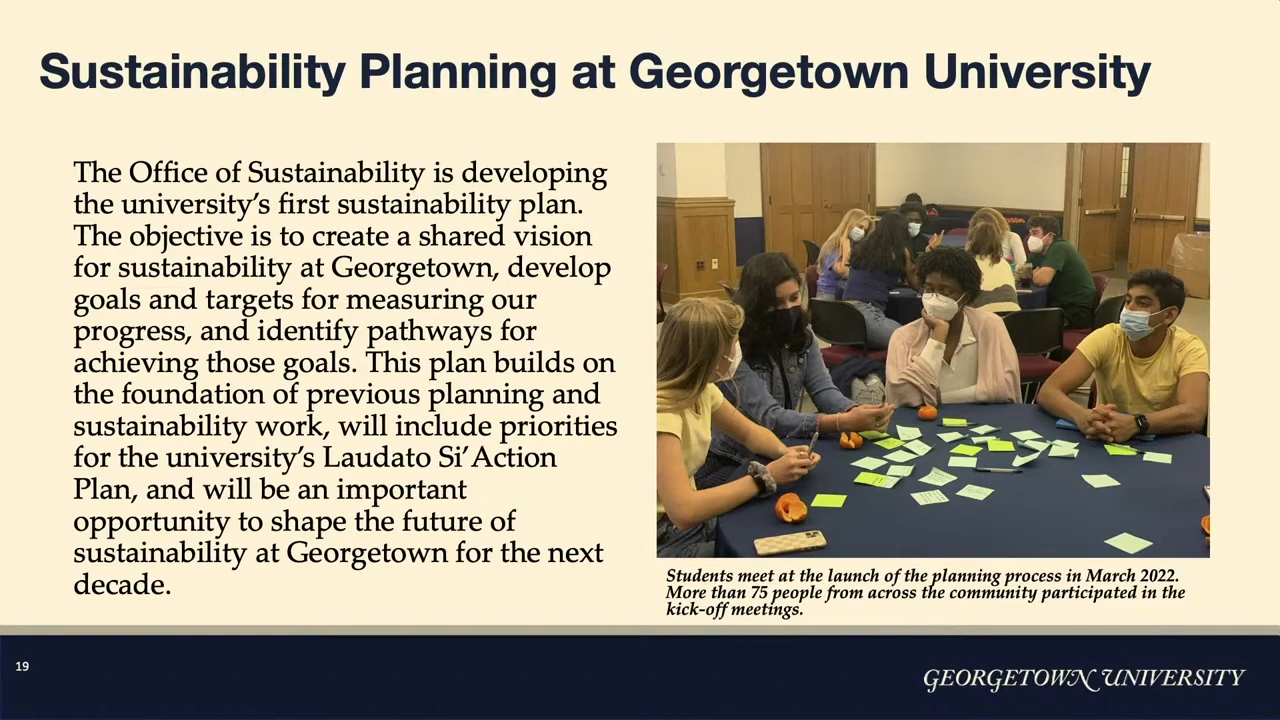 Sustainability Planning at Georgetown University
The Office of Sustainability is developing
the university’s first sustainability plan.
The objective is to create a shared vision
for sustainability at Georgetown, develop
goals and targets for measuring our
progress, and identify pathways for
achieving those goals. This plan builds on
the foundation of previous planning and
sustainability work, will include priorities
for the university’s Laudato Si’ Action
Plan, and will be an important
opportunity to shape the future of
sustainability at Georgetown for the next
decade.
Students meet at the launch of the planning process in March 2022.
More than 75 people from across the community participated in the
kick-off meetings.
19
GEORGETOWN UNIVERSITY